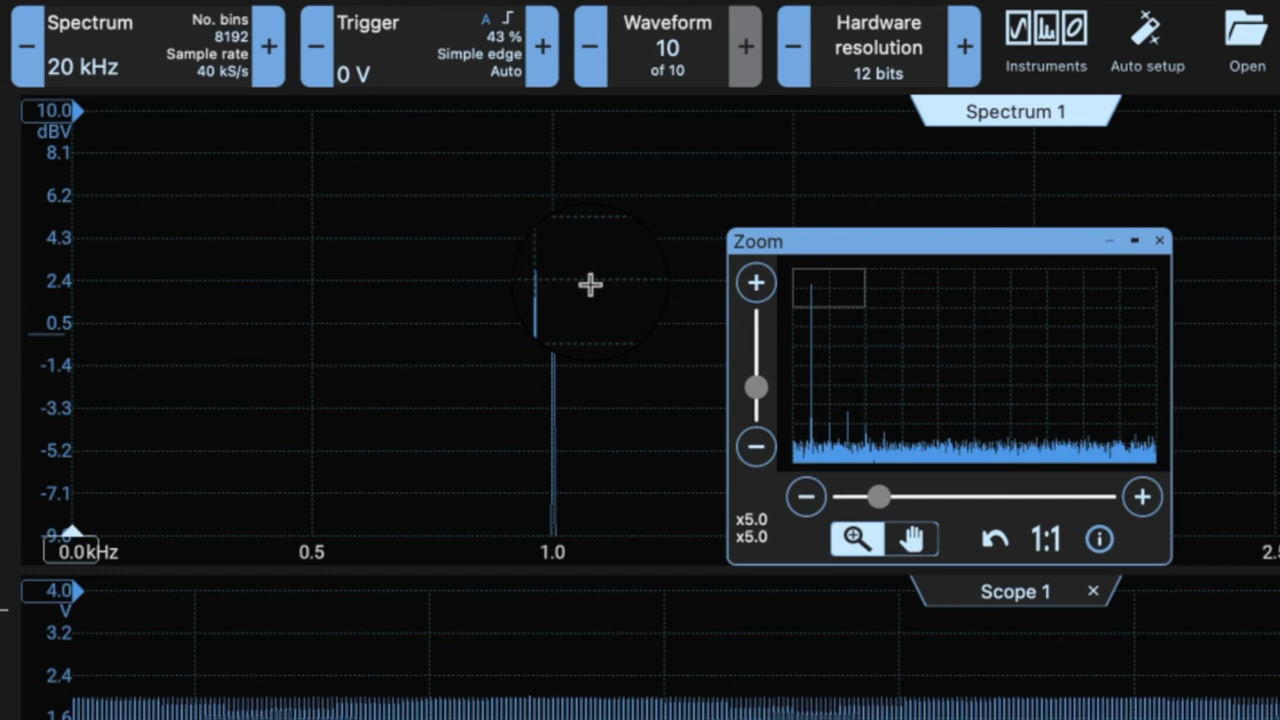 Spectrum
20 kHz
No. bins
8192
Sample rate
40 kS/s
Trigger
0 V
A
43 %
Simple edge
Auto
Waveform
10
of 10
Hardware
resolution
12 bits
Instruments
Auto setup
Open
Spectrum 1
10.0
dBV
8.1
6.2
4.3
2.4
0.5
-1.4
-3.3
-5.2
-7.1
-9.0
0.0kHz
0.5
1.0
Zoom
x5.0
x5.0
1:1
Scope 1
4.0
V
3.2
2.4
1.6